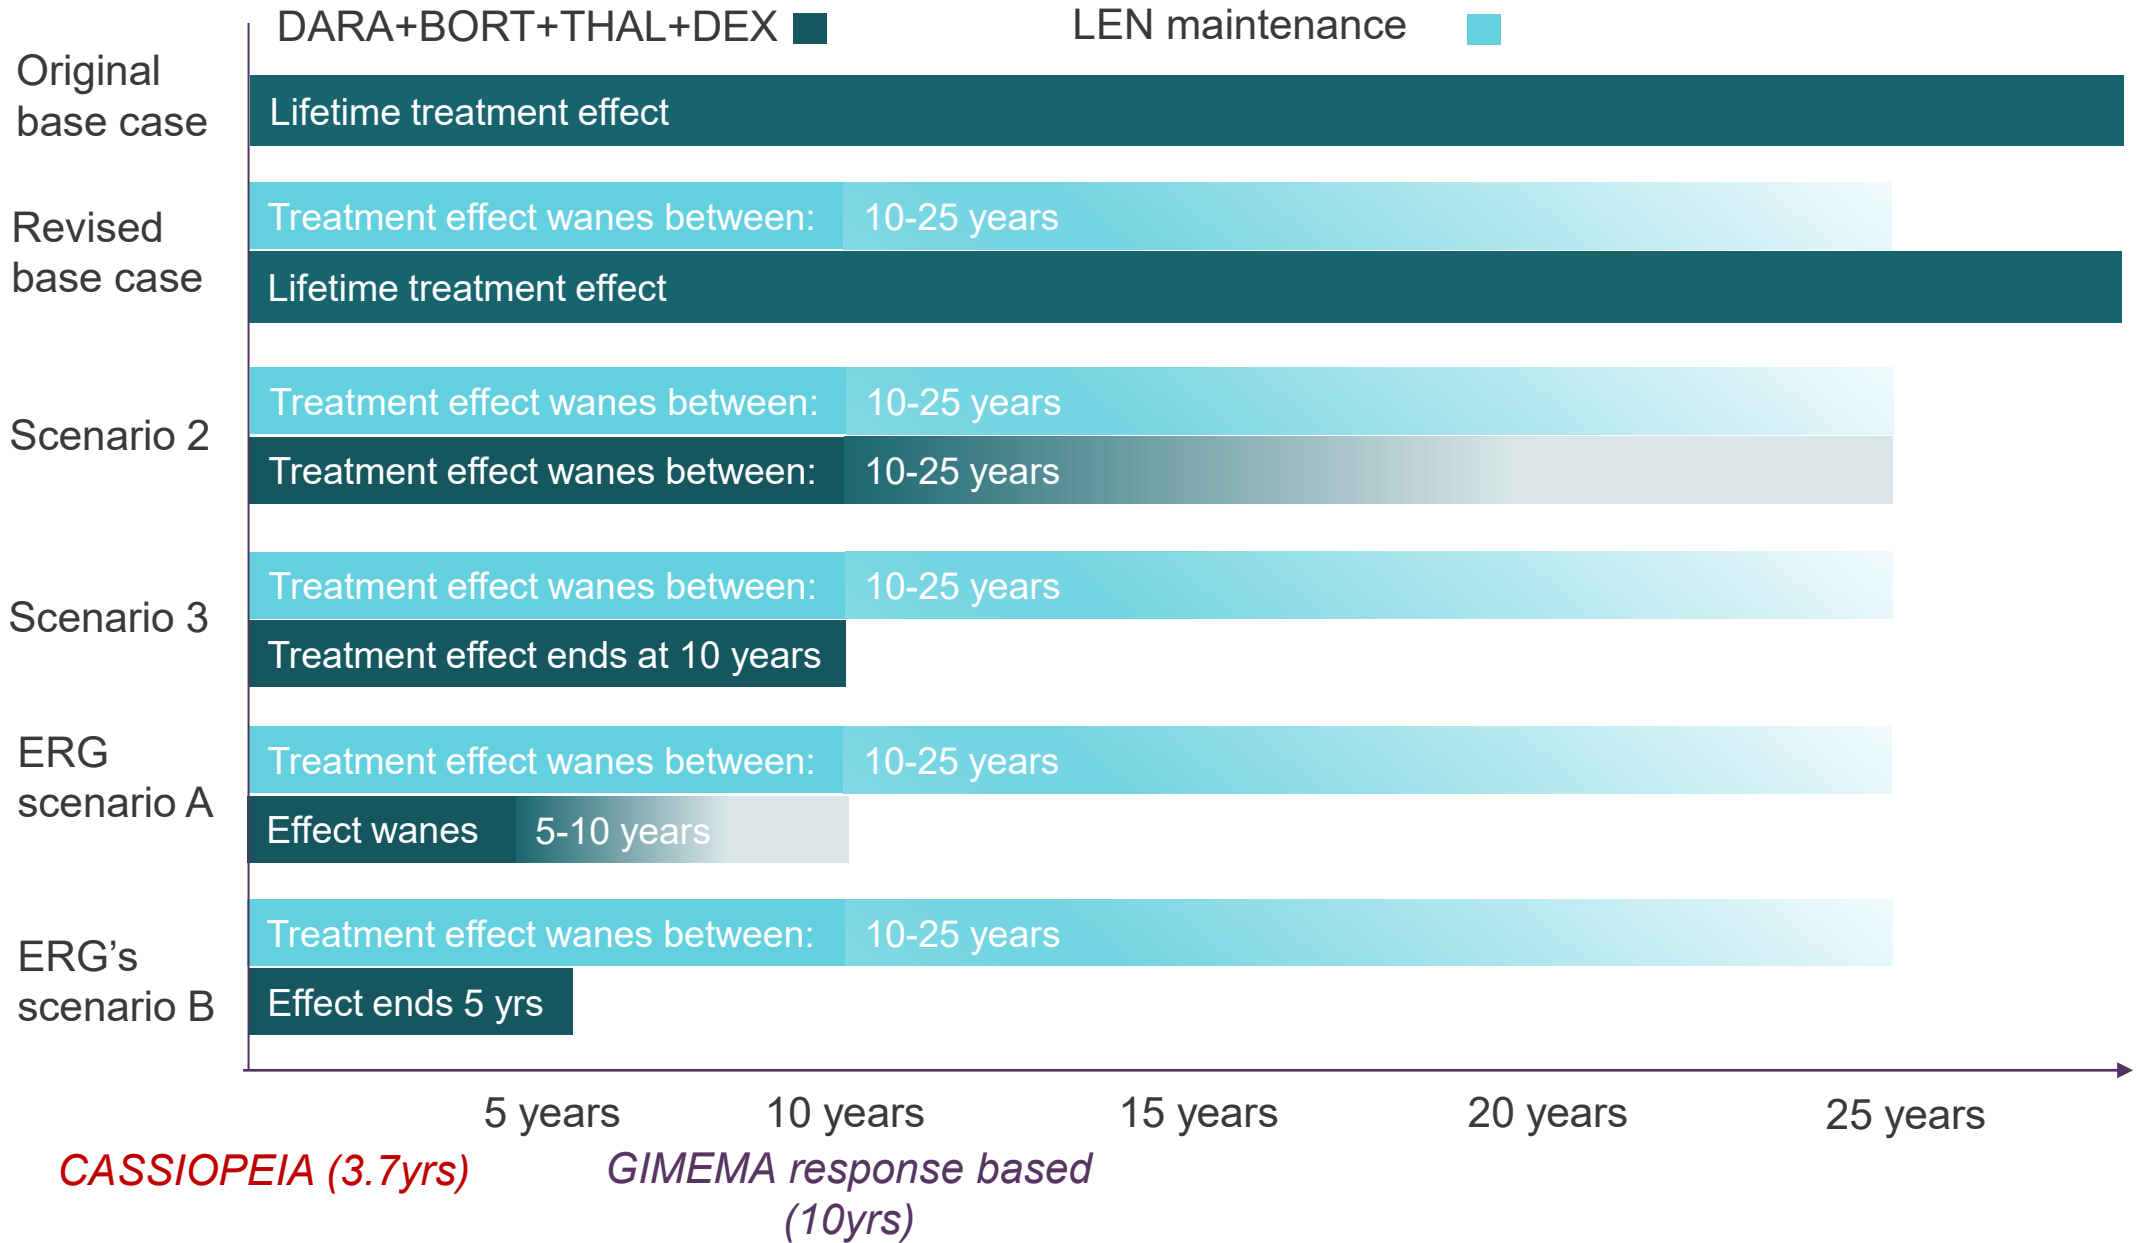 DARA+BORT+THAL+DEX
LEN maintenance
Original
base case
Lifetime treatment effect
Revised
base case
Treatment effect wanes between:
10-25 years
Lifetime treatment effect
Scenario 2
Treatment effect wanes between:
10-25 years
Treatment effect wanes between:
10-25 years
Scenario 3
Treatment effect wanes between:
10-25 years
Treatment effect ends at 10 years
ERG
scenario A
Treatment effect wanes between:
10-25 years
Effect wanes
5-10 years
ERG’s
scenario B
Treatment effect wanes between:
10-25 years
Effect ends 5 yrs
5 years
10 years
15 years
20 years
25 years
CASSIOPEIA (3.7yrs)
GIMEMA response based
(10yrs)